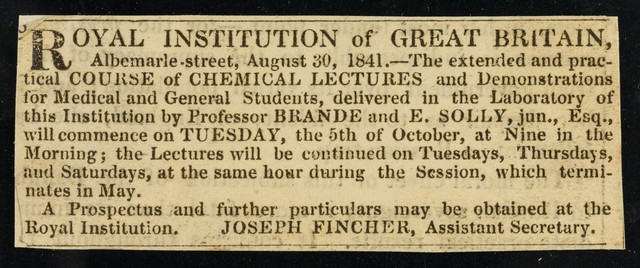 ROYAL INSTITUTION of GREAT BRITAIN,
Albemarle-street, August 30, 1841.—The extended and prac-
tical COURSE of CHEMICAL LECTURES and Demonstrations
for Medical and General Students, delivered in the Laboratory of
this Institution by Professor BRANDE and E. SOLLY, jun., Esq.,
will commence on TUESDAY, the 5th of October, at Nine in the
Morning; the Lectures will be continued on Tuesdays, Thursdays,
and Saturdays, at the same hour during the Session, which termi-
nates in May.
A Prospectus and further particulars may be obtained at the
Royal Institution. JOSEPH FINCHER, Assistant Secretary.